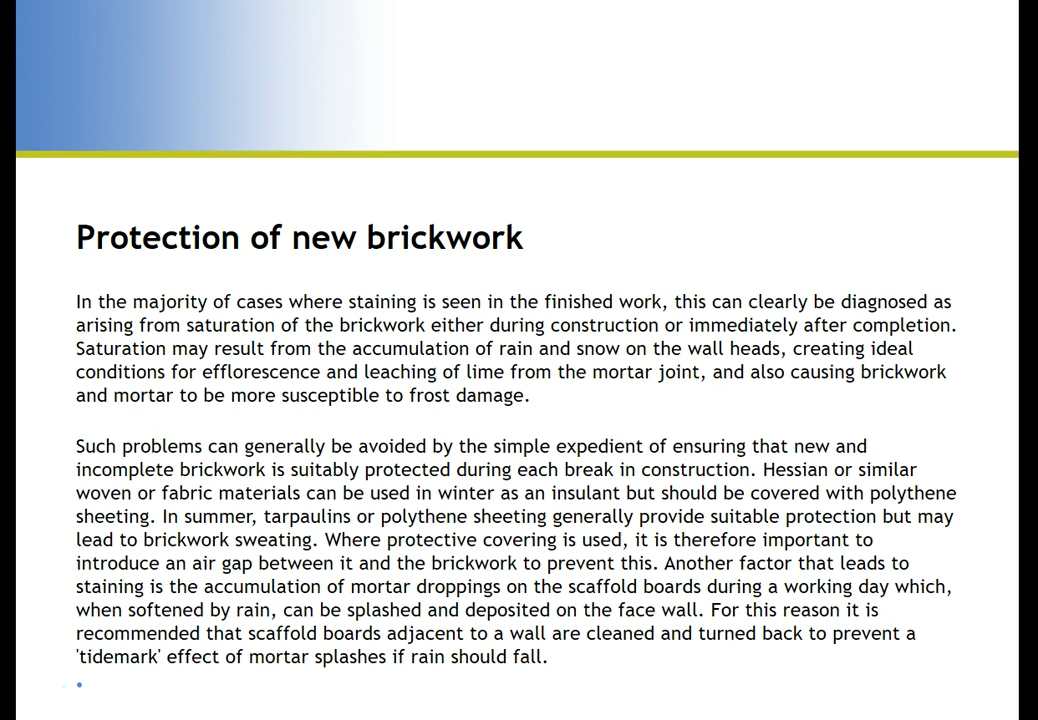 Protection of new brickwork
In the majority of cases where staining is seen in the finished work, this can clearly be diagnosed as
arising from saturation of the brickwork either during construction or immediately after completion.
Saturation may result from the accumulation of rain and snow on the wall heads, creating ideal
conditions for efflorescence and leaching of lime from the mortar joint, and also causing brickwork
and mortar to be more susceptible to frost damage.
Such problems can generally be avoided by the simple expedient of ensuring that new and
incomplete brickwork is suitably protected during each break in construction. Hessian or similar
woven or fabric materials can be used in winter as an insulant but should be covered with polythene
sheeting. In summer, tarpaulins or polythene sheeting generally provide suitable protection but may
lead to brickwork sweating. Where protective covering is used, it is therefore important to
introduce an air gap between it and the brickwork to prevent this. Another factor that leads to
staining is the accumulation of mortar droppings on the scaffold boards during a working day which,
when softened by rain, can be splashed and deposited on the face wall. For this reason it is
recommended that scaffold boards adjacent to a wall are cleaned and turned back to prevent a
'tidemark' effect of mortar splashes if rain should fall.